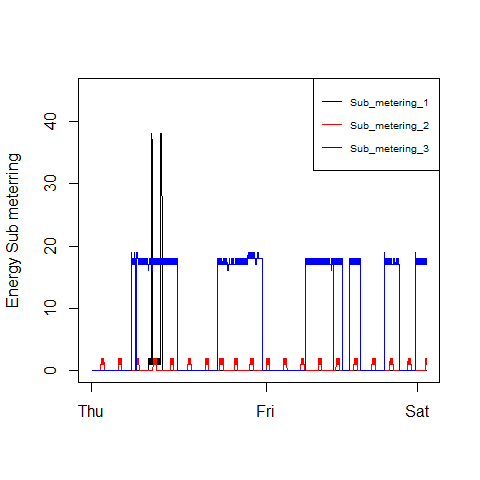 Energy Sub meterring
40
30
20
10
0
Sub_metering_1
Sub_metering_2
Sub_metering_3
Thu Fri Sat